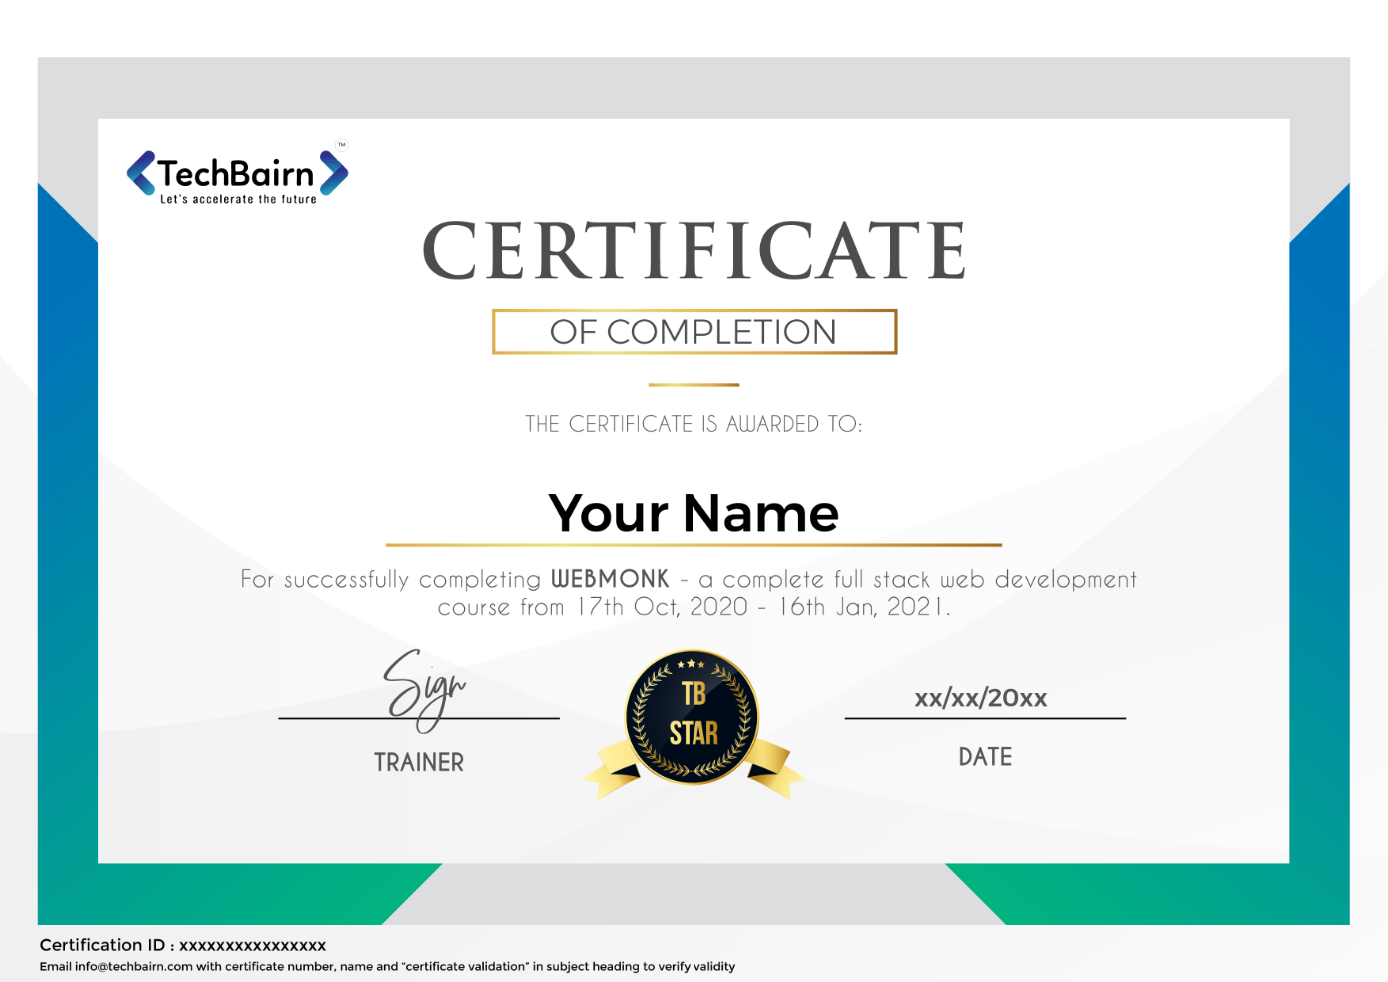 TechBairn
TM
Let's accelerate the future
CERTIFICATE
OF COMPLETION
THE CERTIFICATE IS AWARDED TO:
Your Name
For successfully completing WEBMONK - a complete full stack web development
course from 17th Oct, 2020 - 16th Jan, 2021.
Sign
xx/xx/20xx
TB
STAR
TRAINER
DATE
Certification ID : xxxxxxxxxxxxxxxx
Email info@techbairn.com with certificate number, name and “certificate validation” in subject heading to verify validity